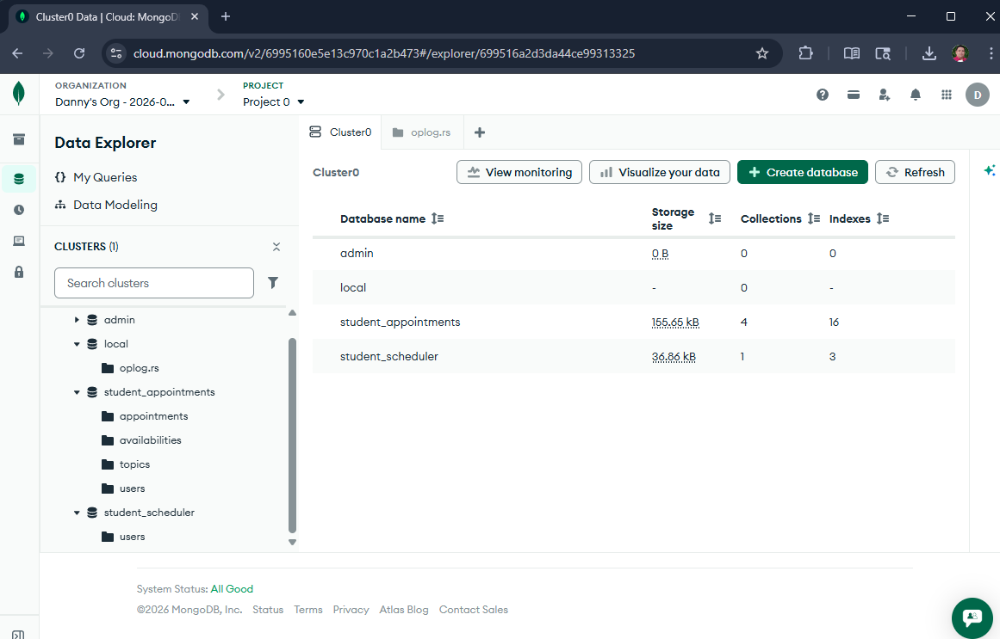 Cluster0 Data | Cloud: MongoD
cloud.mongodb.com/v2/6995160e5e13c970c1a2b473#/explorer/699516a2d3da44ce99313325
ORGANIZATION
Danny's Org - 2026-0...
PROJECT
Project 0
D
Data Explorer
My Queries
Data Modeling
CLUSTERS (1)
Search clusters
admin
local
oplog.rs
student_appointments
appointments
availabilities
topics
users
student_scheduler
users
Cluster0
oplog.rs
Cluster0
View monitoring
Visualize your data
Create database
Refresh
Database name
Storage size
Collections
Indexes
admin 0 B 0 0
local - 0 -
student_appointments 155.65 kB 4 16
student_scheduler 36.86 kB 1 3
System Status: All Good
©2026 MongoDB, Inc. Status Terms Privacy Atlas Blog Contact Sales